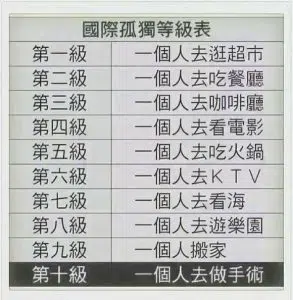 國際孤獨等級表
第一級 一個人去逛超市
第二級 一個人去吃餐廳
第三級 一個人去咖啡廳
第四級 一個人去看電影
第五級 一個人去吃火鍋
第六級 一個人去KTV
第七級 一個人去看海
第八級 一個人去遊樂園
第九級 一個人搬家
第十級 一個人去做手術